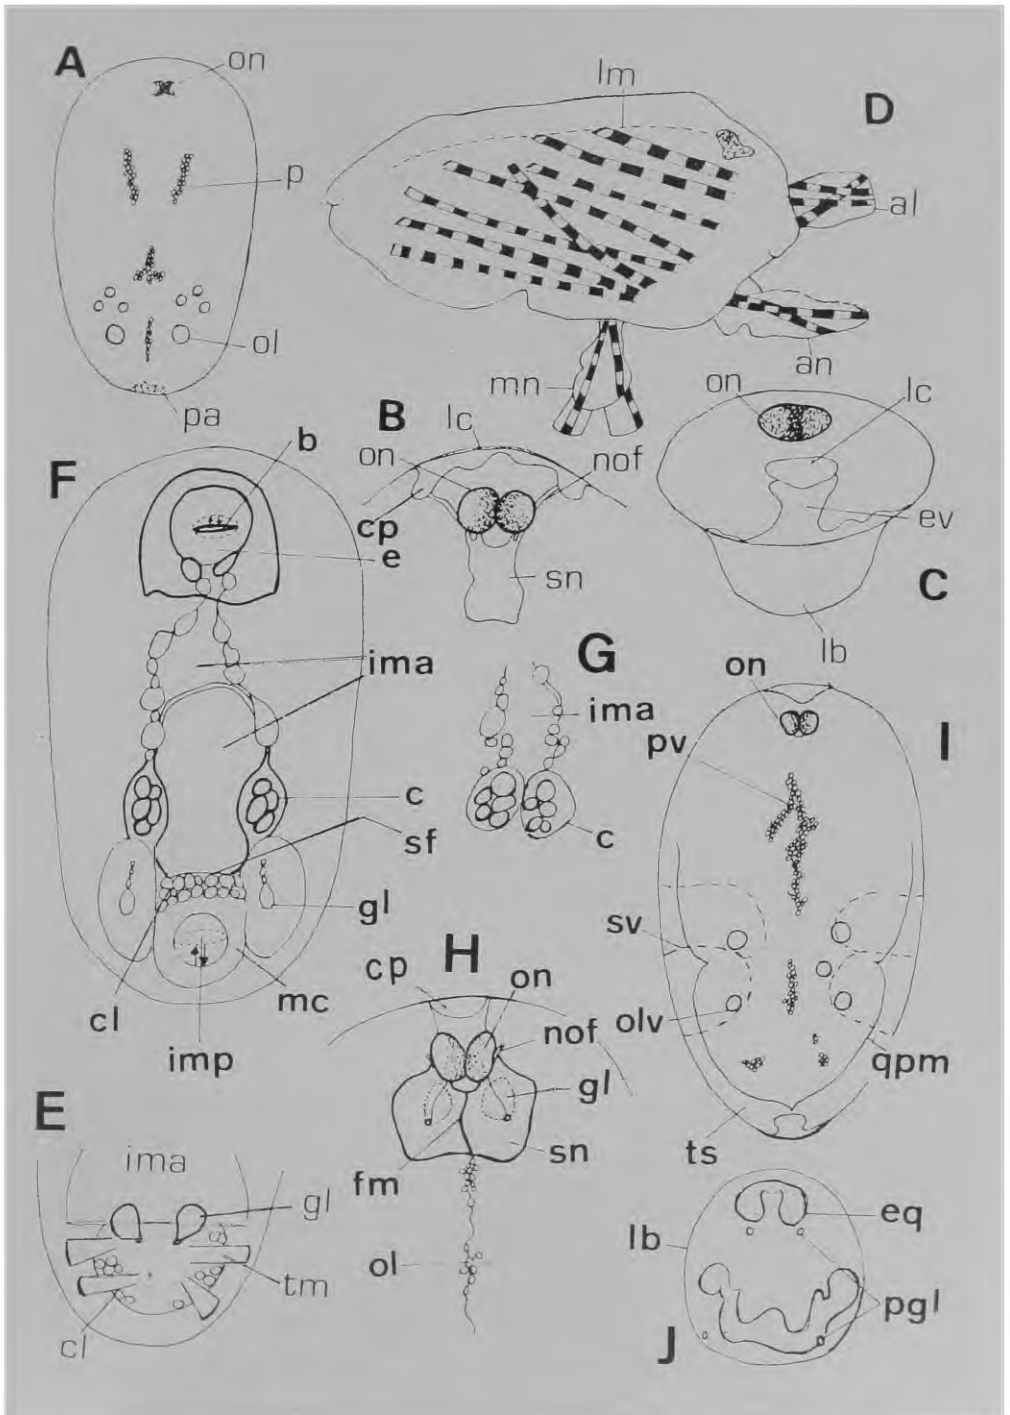 A
on
p
ol
pa
lm
D
al
an
mn
B
lc
on
nof
cp
sn
on
lc
ev
C
lb
F
b
e
ima
c
sf
gl
cl
mc
imp
G
ima
c
on
I
pv
sv
olv
qpm
ts
H
cp
on
nof
gl
sn
fm
ol
E
ima
gl
tm
cl
eq
lb
pgl
J